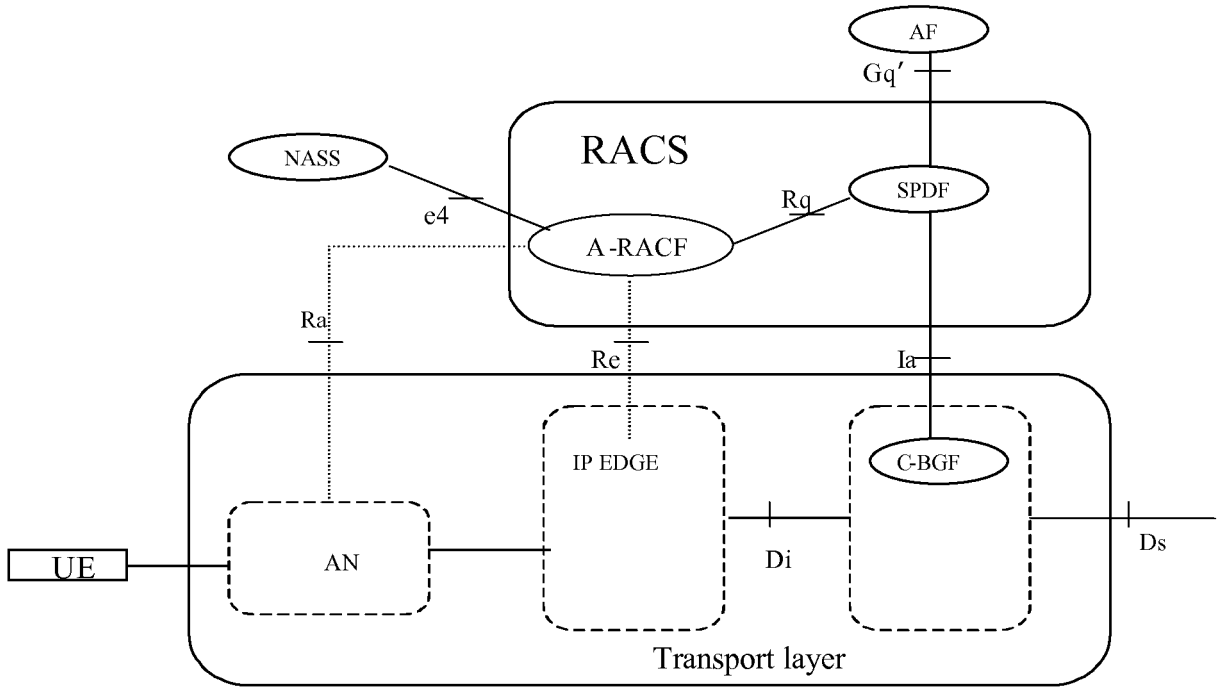 AF
Gq′
RACS
NASS
SPDF
Rq
e4
A-RACF
Ra
Re
Ia
IP EDGE
C-BGF
Di
Ds
UE
AN
Transport layer